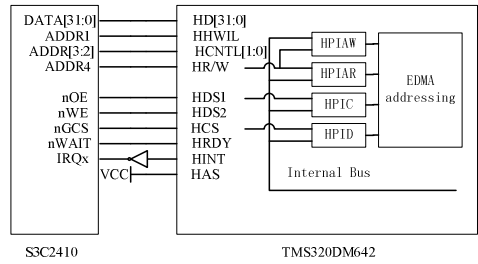 DATA[31:0] HD[31:0]
ADDR1 HHWIL
ADDR[3:2] HCNTL[1:0]
ADDR4 HR/W
nOE HDS1
nWE HDS2
nGCS HCS
nWAIT HRDY
IRQx HINT
VCC HAS
HPIAW
HPIAR
HPIC
HPID
EDMA
addressing
Internal Bus
S3C2410 TMS320DM642